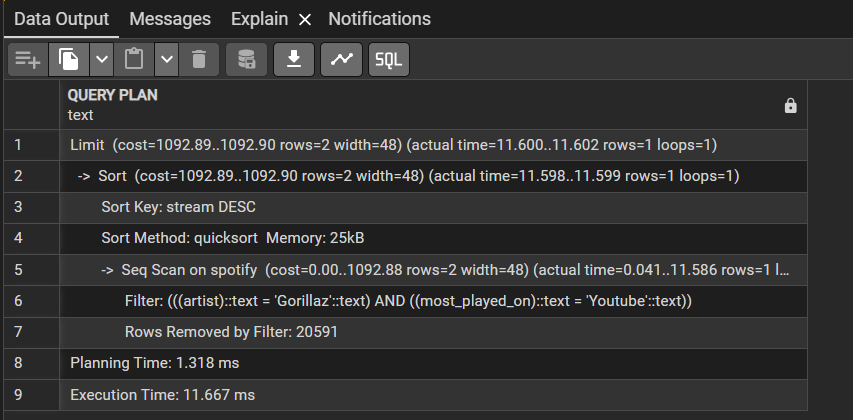 Data Output Messages Explain Notifications
SQL
QUERY PLAN
text
1 Limit (cost=1092.89..1092.90 rows=2 width=48) (actual time=11.600..11.602 rows=1 loops=1)
2 -> Sort (cost=1092.89..1092.90 rows=2 width=48) (actual time=11.598..11.599 rows=1 loops=1)
3 Sort Key: stream DESC
4 Sort Method: quicksort Memory: 25kB
5 -> Seq Scan on spotify (cost=0.00..1092.88 rows=2 width=48) (actual time=0.041..11.586 rows=1 l...
6 Filter: (((artist)::text = 'Gorillaz'::text) AND ((most_played_on)::text = 'Youtube'::text))
7 Rows Removed by Filter: 20591
8 Planning Time: 1.318 ms
9 Execution Time: 11.667 ms